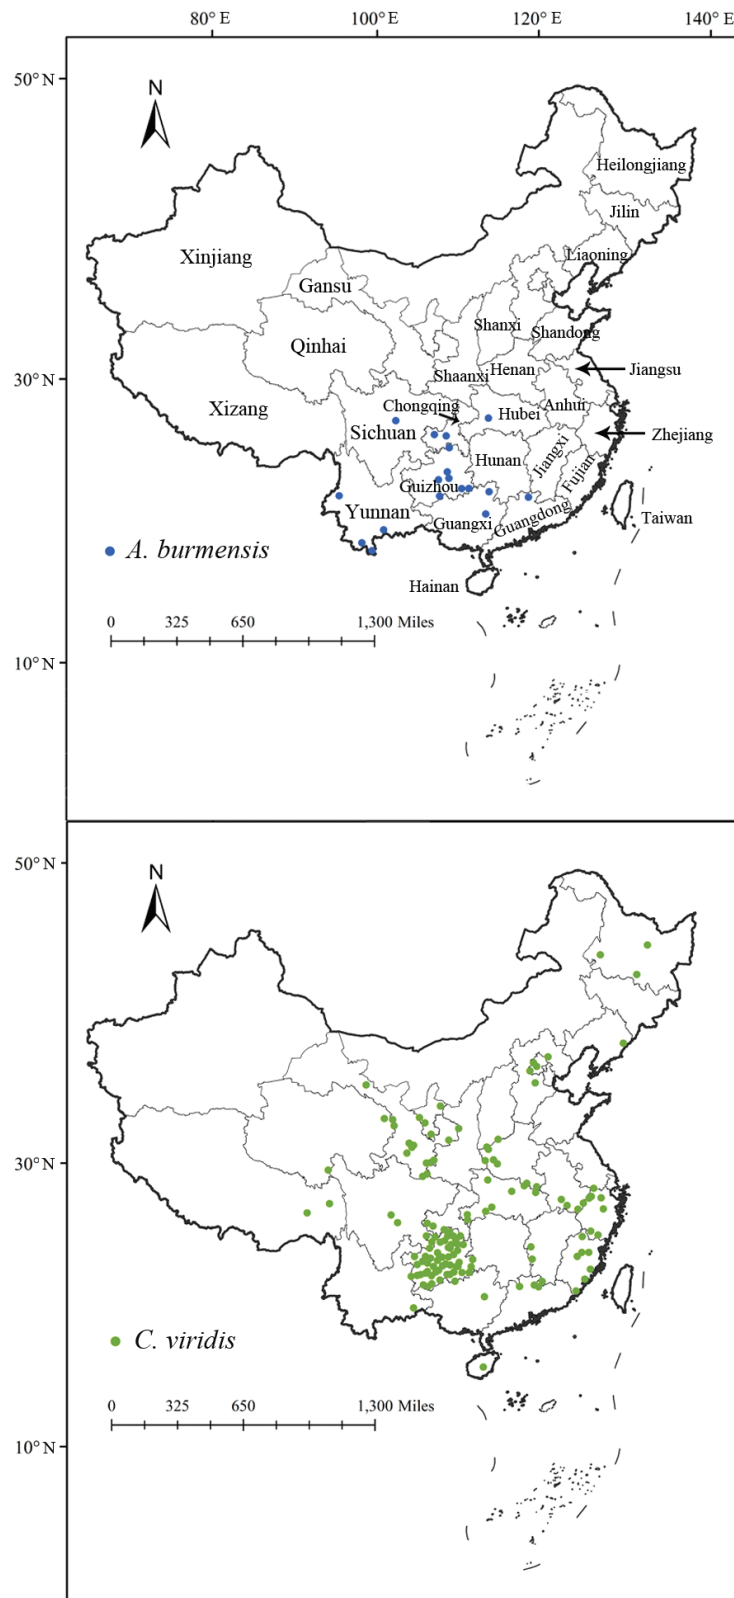 80° E 100° E 120° E 140° E
50° N
N
Heilongjiang
Jilin
Liaoning
Xinjiang
Gansu
Shanxi
Shandong
Qinhai
30° N
Henan
Jiangsu
Shaanxi
Xizang
Chongqing
Anhui
Hubei
Sichuan
Zhejiang
Hunan
Jiangxi
Fujian
Guizhou
Yunnan
Guangxi
Guangdong
Taiwan
A. burmensis
Hainan
0 325 650 1,300 Miles
10° N
50° N
N
30° N
C. viridis
0 325 650 1,300 Miles
10° N